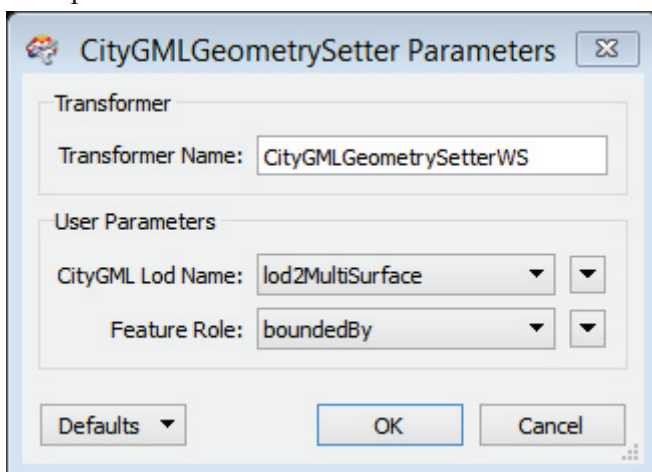 CityGMLGeometrySetter Parameters
Transformer
Transformer Name: CityGMLGeometrySetterWS
User Parameters
CityGML Lod Name: lod2MultiSurface
Feature Role: boundedBy
Defaults OK Cancel